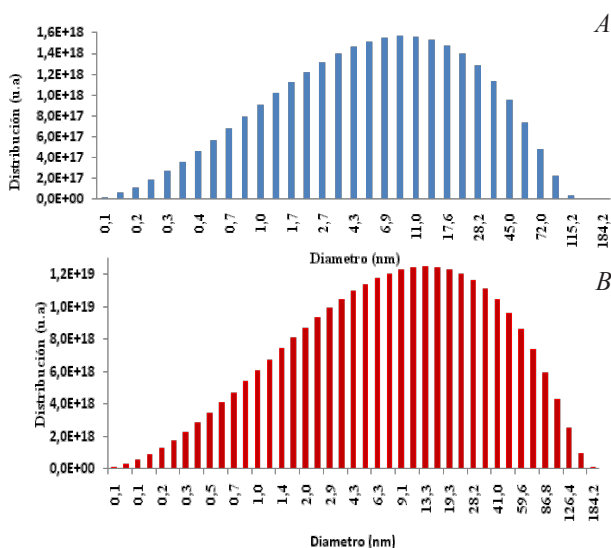 A
Distribución (u.a)
1,6E+18
1,4E+18
1,2E+18
1,0E+18
8,0E+17
6,0E+17
4,0E+17
2,0E+17
0,0E+00
0,1 0,2 0,3 0,4 0,7 1,0 1,7 2,7 4,3 6,9 11,0 17,6 28,2 45,0 72,0 115,2 184,2
Diametro (nm)
B
Distribución (u.a)
1,2E+19
1,0E+19
8,0E+18
6,0E+18
4,0E+18
2,0E+18
0,0E+00
0,1 0,1 0,2 0,3 0,5 0,7 1,0 1,4 2,0 2,9 4,3 6,3 9,1 13,3 19,3 28,2 41,0 59,6 86,8 126,4 184,2
Diametro (nm)